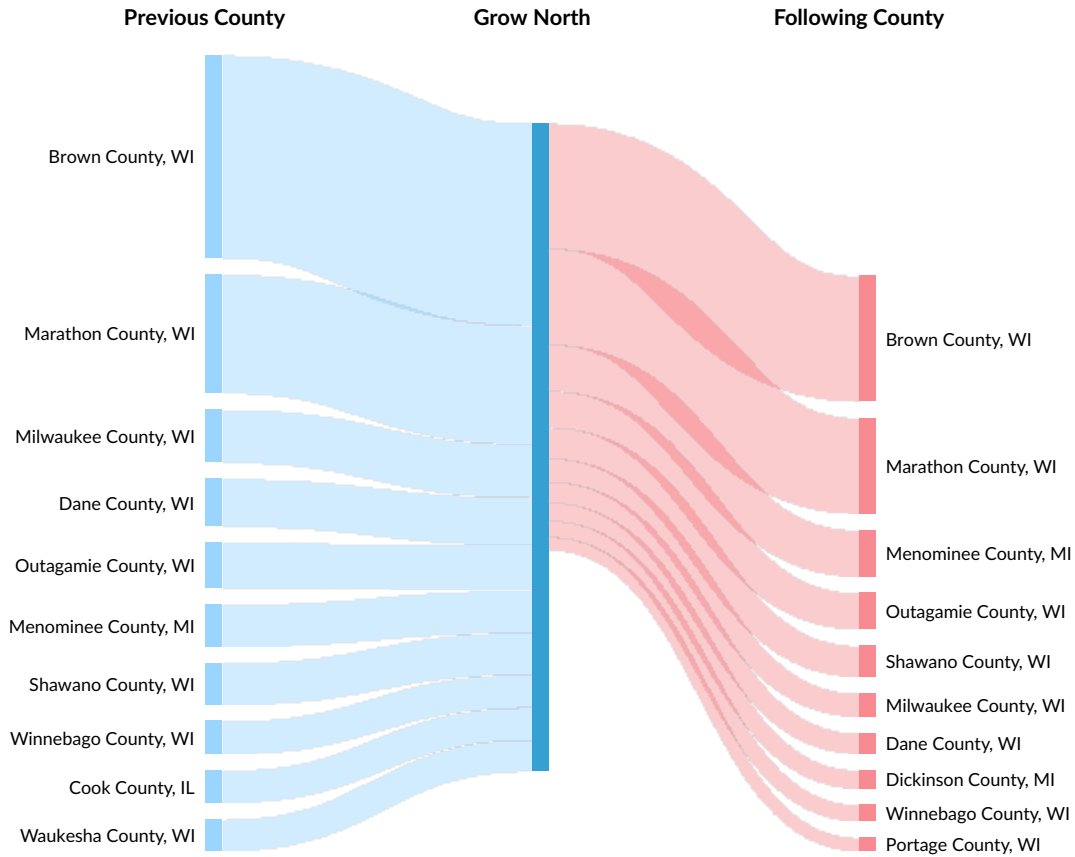 Previous County
Grow North
Following County
Brown County, WI
Marathon County, WI
Milwaukee County, WI
Dane County, WI
Outagamie County, WI
Menominee County, MI
Shawano County, WI
Winnebago County, WI
Cook County, IL
Waukesha County, WI
Brown County, WI
Marathon County, WI
Menominee County, MI
Outagamie County, WI
Shawano County, WI
Milwaukee County, WI
Dane County, WI
Dickinson County, MI
Winnebago County, WI
Portage County, WI